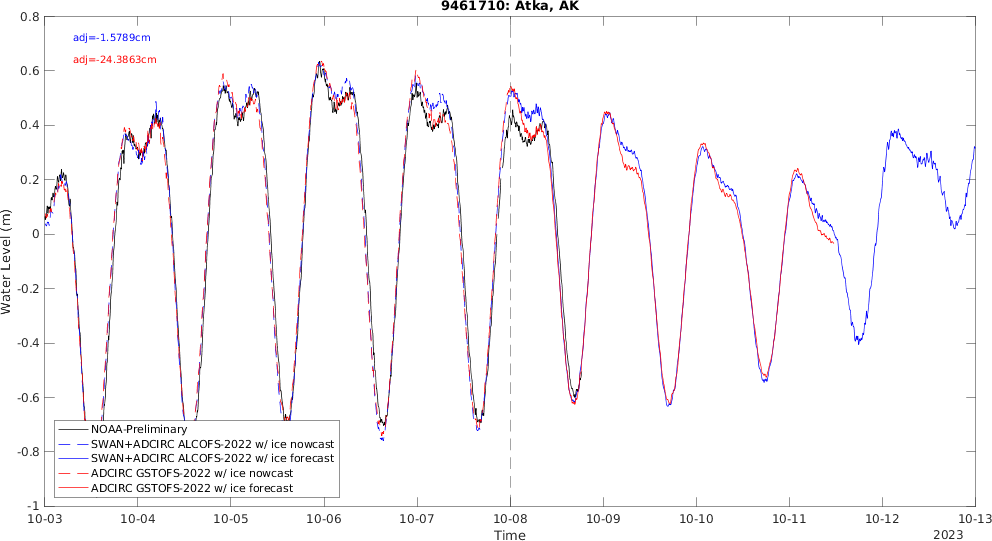 9461710: Atka, AK
adj=-1.5789cm
adj=-24.3863cm
0.8
0.6
0.4
0.2
0
-0.2
-0.4
-0.6
-0.8
-1
Water Level (m)
NOAA-Preliminary
SWAN+ADCIRC ALCOFS-2022 w/ ice nowcast
SWAN+ADCIRC ALCOFS-2022 w/ ice forecast
ADCIRC GSTOFS-2022 w/ ice nowcast
ADCIRC GSTOFS-2022 w/ ice forecast
10-03 10-04 10-05 10-06 10-07 10-08 10-09 10-10 10-11 10-12 10-13
Time
2023